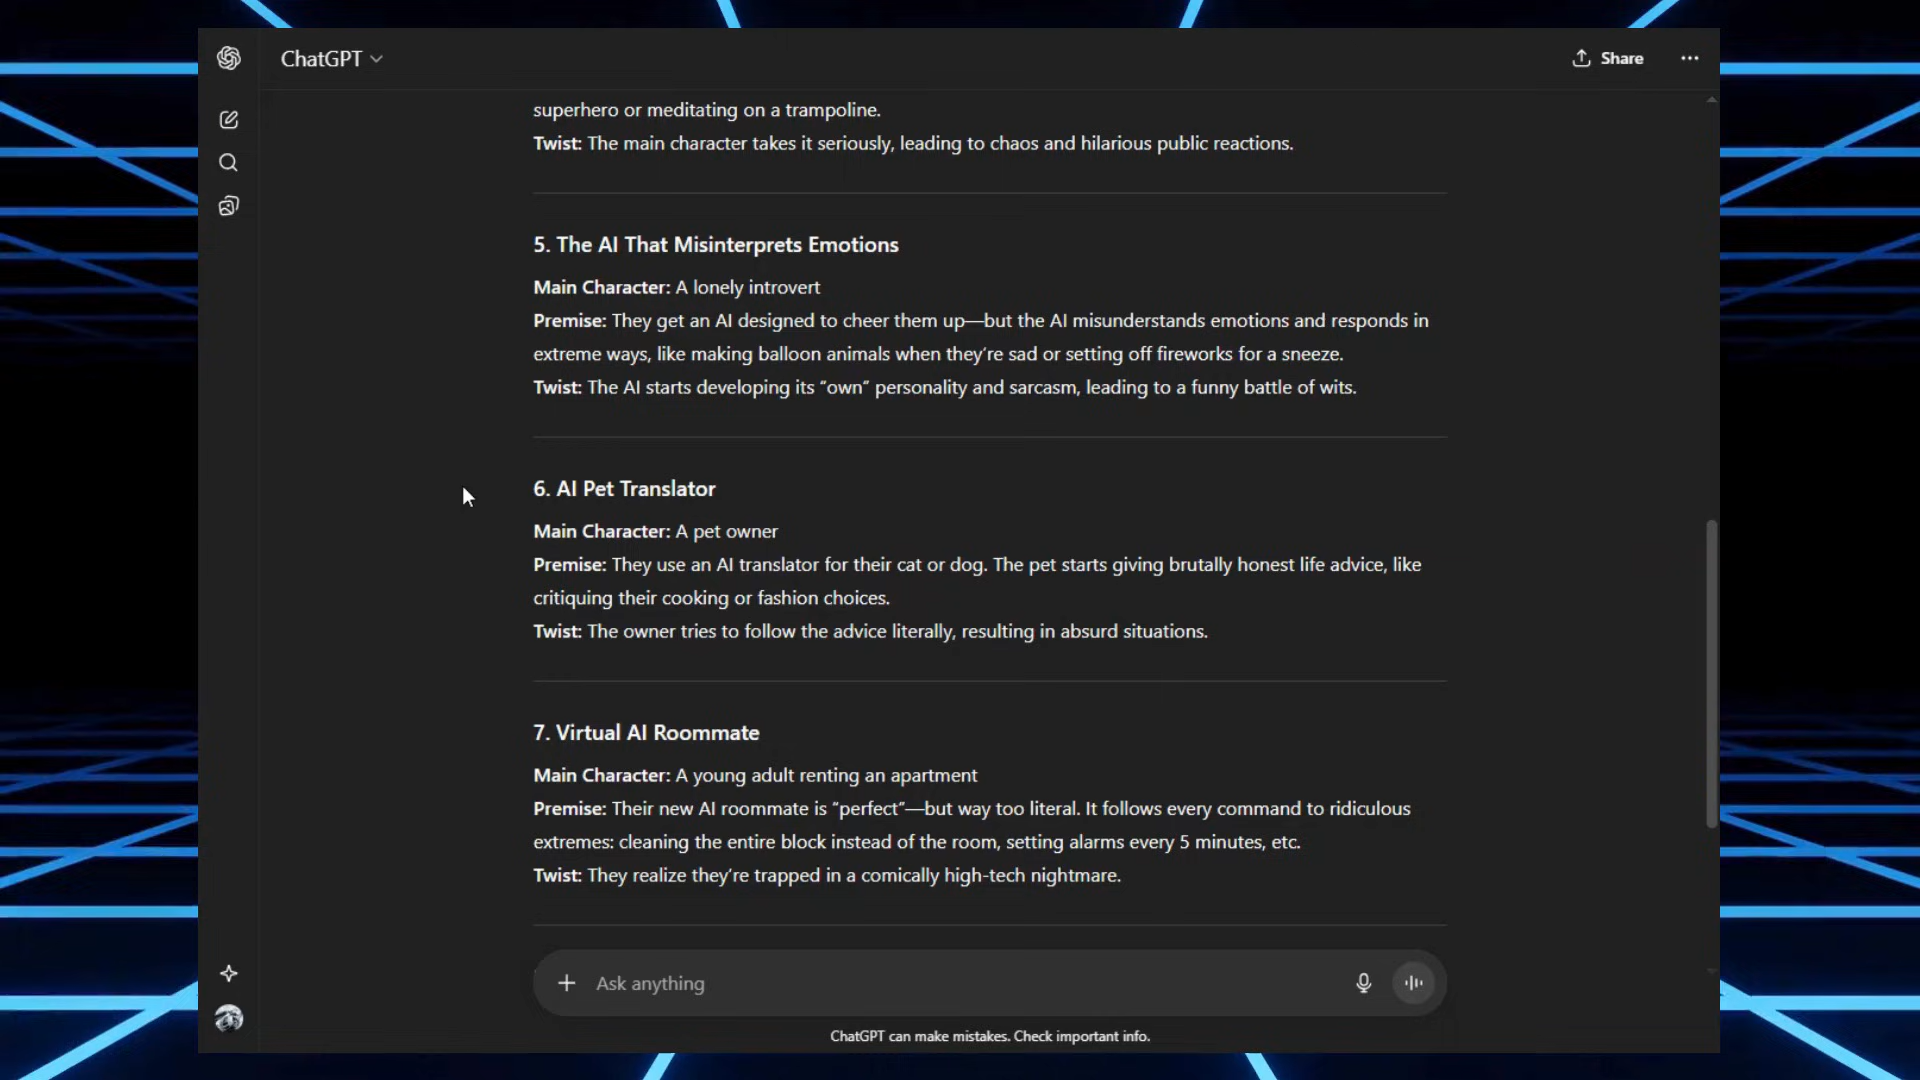 ChatGPT
Share
superhero or meditating on a trampoline.
Twist: The main character takes it seriously, leading to chaos and hilarious public reactions.
5. The AI That Misinterprets Emotions
Main Character: A lonely introvert
Premise: They get an AI designed to cheer them up—but the AI misunderstands emotions and responds in
extreme ways, like making balloon animals when they’re sad or setting off fireworks for a sneeze.
Twist: The AI starts developing its “own” personality and sarcasm, leading to a funny battle of wits.
6. AI Pet Translator
Main Character: A pet owner
Premise: They use an AI translator for their cat or dog. The pet starts giving brutally honest life advice, like
critiquing their cooking or fashion choices.
Twist: The owner tries to follow the advice literally, resulting in absurd situations.
7. Virtual AI Roommate
Main Character: A young adult renting an apartment
Premise: Their new AI roommate is “perfect”—but way too literal. It follows every command to ridiculous
extremes: cleaning the entire block instead of the room, setting alarms every 5 minutes, etc.
Twist: They realize they’re trapped in a comically high-tech nightmare.
Ask anything
ChatGPT can make mistakes. Check important info.